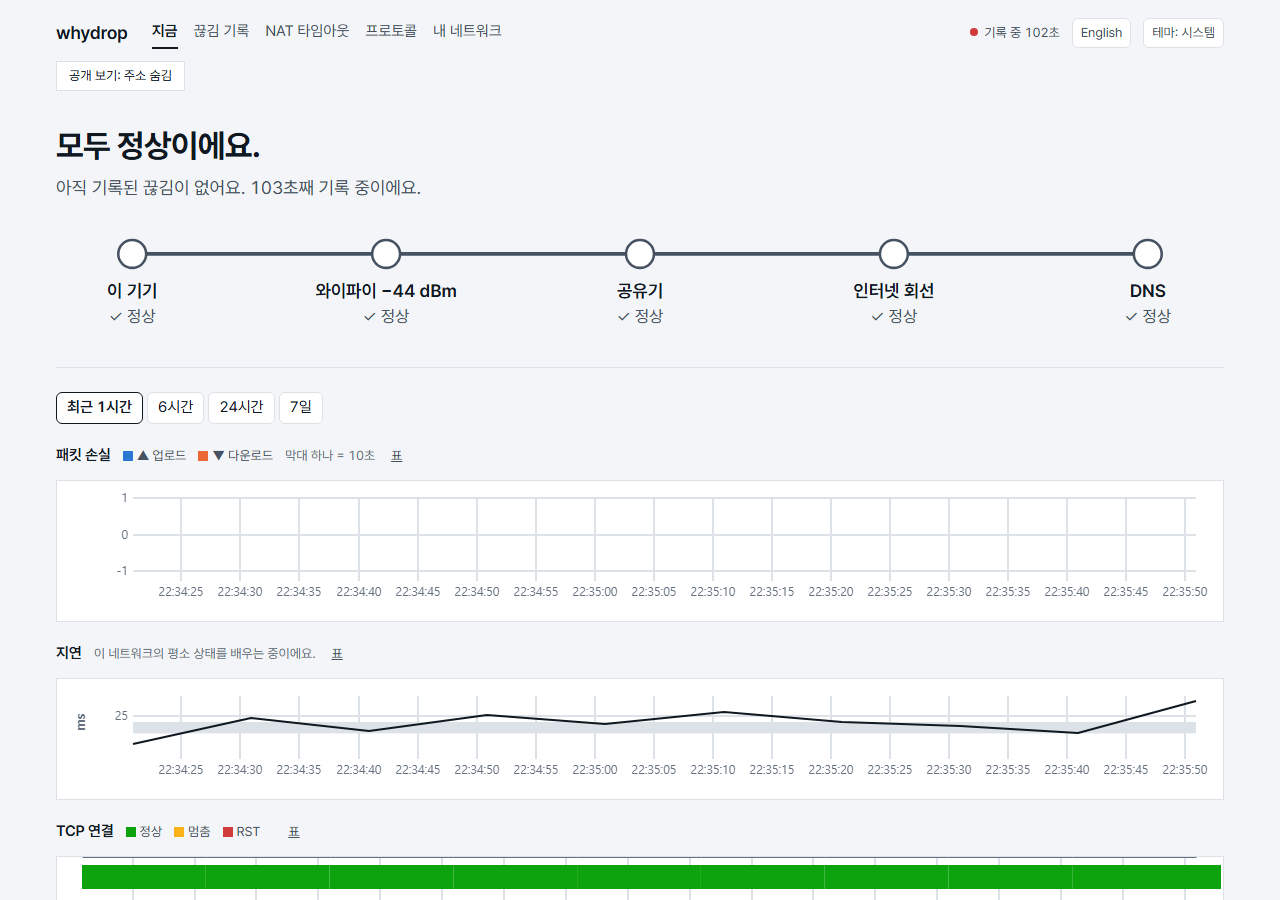 whydrop 지금 끊김 기록 NAT 타임아웃 프로토콜 내 네트워크 기록 중 102초 English 테마: 시스템
공개 보기: 주소 숨김
모두 정상이에요.
아직 기록된 끊김이 없어요. 103초째 기록 중이에요.
이 기기 와이파이 −44 dBm 공유기 인터넷 회선 DNS
✓ 정상 ✓ 정상 ✓ 정상 ✓ 정상 ✓ 정상
최근 1시간 6시간 24시간 7일
패킷 손실 ▲ 업로드 ▼ 다운로드 막대 하나 = 10초 표
1
0
-1
22:34:25 22:34:30 22:34:35 22:34:40 22:34:45 22:34:50 22:34:55 22:35:00 22:35:05 22:35:10 22:35:15 22:35:20 22:35:25 22:35:30 22:35:35 22:35:40 22:35:45 22:35:50
지연 이 네트워크의 평소 상태를 배우는 중이에요. 표
ms
25
22:34:25 22:34:30 22:34:35 22:34:40 22:34:45 22:34:50 22:34:55 22:35:00 22:35:05 22:35:10 22:35:15 22:35:20 22:35:25 22:35:30 22:35:35 22:35:40 22:35:45 22:35:50
TCP 연결 정상 멈춤 RST 표